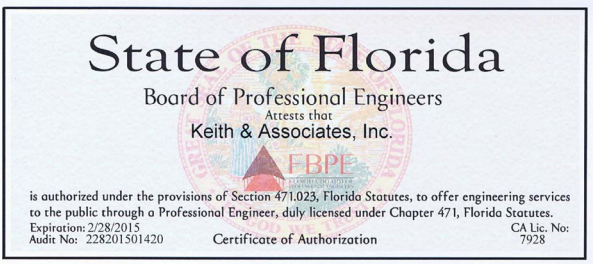 State of Florida
Board of Professional Engineers
Attests that
Keith & Associates, Inc.
FBPE
is authorized under the provisions of Section 471.023, Florida Statutes, to offer engineering services
to the public through a Professional Engineer, duly licensed under Chapter 471, Florida Statutes.
Expiration: 2/28/2015
Audit No: 228201501420
Certificate of Authorization
CA Lic. No:
7928